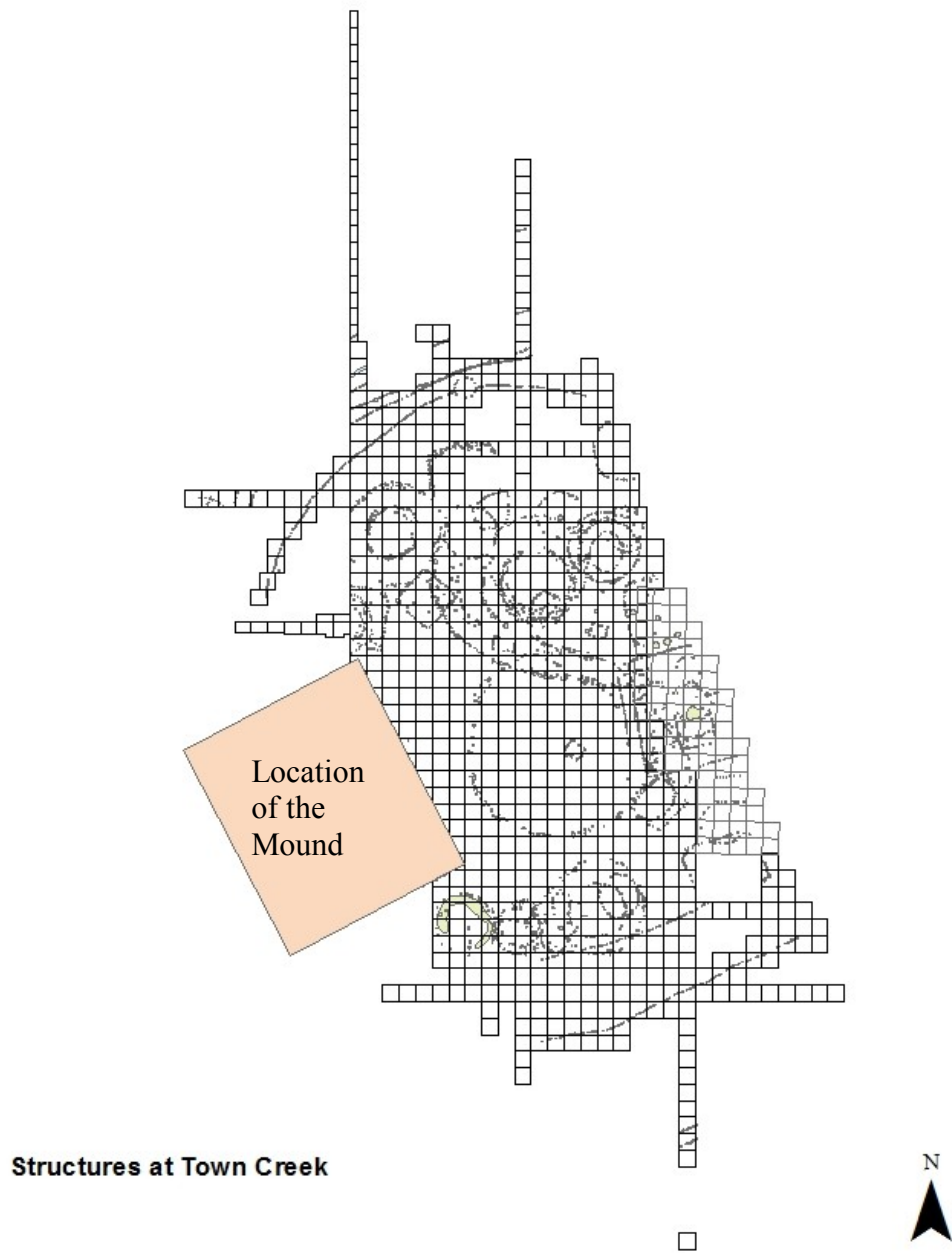 Location
of the
Mound
Structures at Town Creek
N